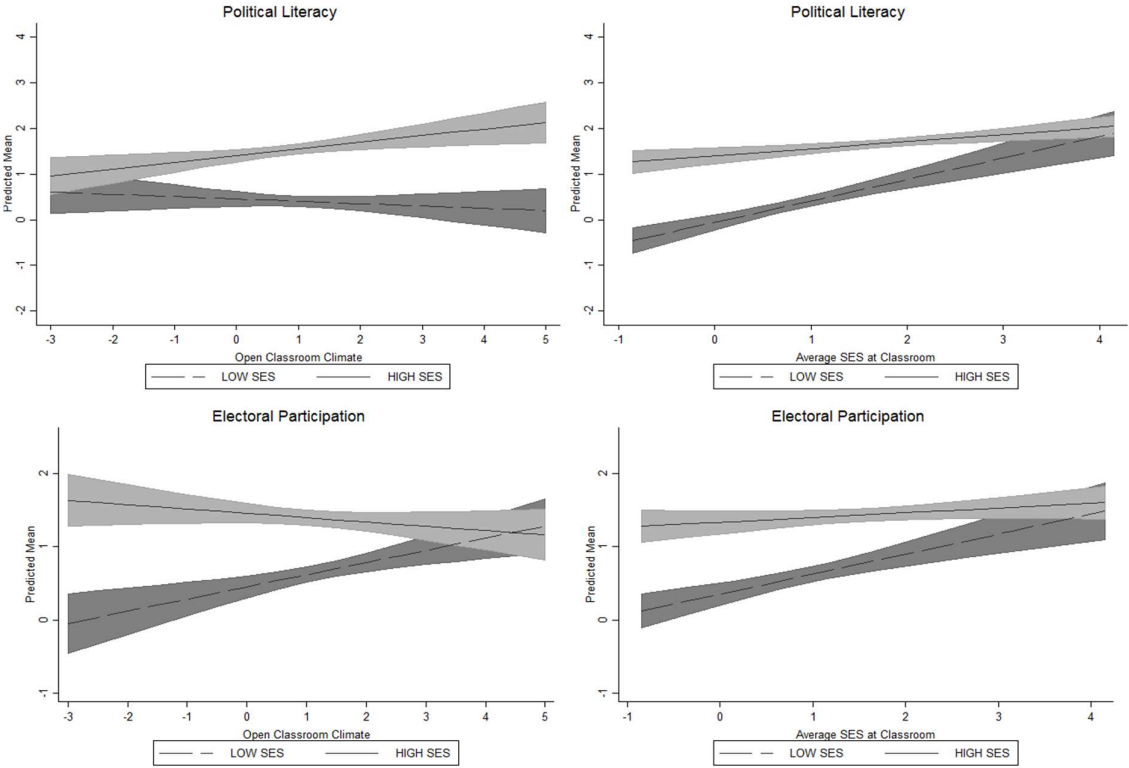 Political Literacy
Predicted Mean
4
3
2
1
0
-1
-2
-3 -2 -1 0 1 2 3 4 5
Open Classroom Climate
LOW SES HIGH SES
Political Literacy
Predicted Mean
4
3
2
1
0
-1
-2
-1 0 1 2 3 4
Average SES at Classroom
LOW SES HIGH SES
Electoral Participation
Predicted Mean
2
1
0
-1
-3 -2 -1 0 1 2 3 4 5
Open Classroom Climate
LOW SES HIGH SES
Electoral Participation
Predicted Mean
2
1
0
-1
-1 0 1 2 3 4
Average SES at Classroom
LOW SES HIGH SES